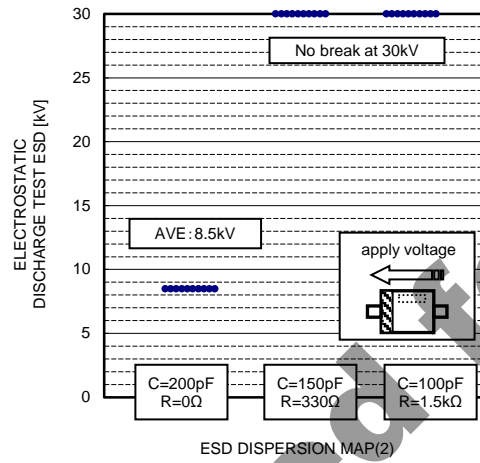 30
25
20
15
10
5
0
ELECTROSTATIC
DISCHARGE TEST ESD [kV]
No break at 30kV
AVE:8.5kV
apply voltage
C=200pF
R=0Ω
C=150pF
R=330Ω
C=100pF
R=1.5kΩ
ESD DISPERSION MAP(2)